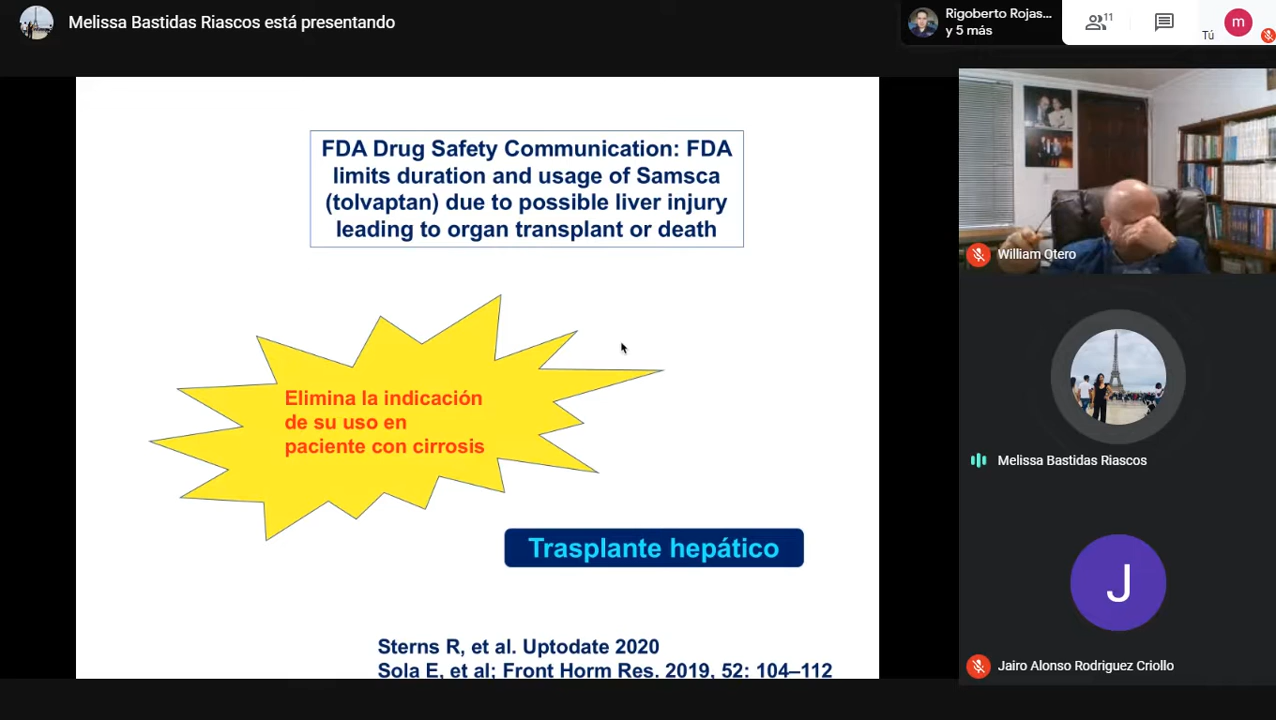 Melissa Bastidas Riascos está presentando
Rigoberto Rojas...
y 5 más
11
Tú
m
FDA Drug Safety Communication: FDA
limits duration and usage of Samsca
(tolvaptan) due to possible liver injury
leading to organ transplant or death
Elimina la indicación
de su uso en
paciente con cirrosis
Trasplante hepático
Sterns R, et al. Uptodate 2020
Sola E, et al; Front Horm Res. 2019, 52: 104–112
William Otero
Melissa Bastidas Riascos
J
Jairo Alonso Rodriguez Criollo